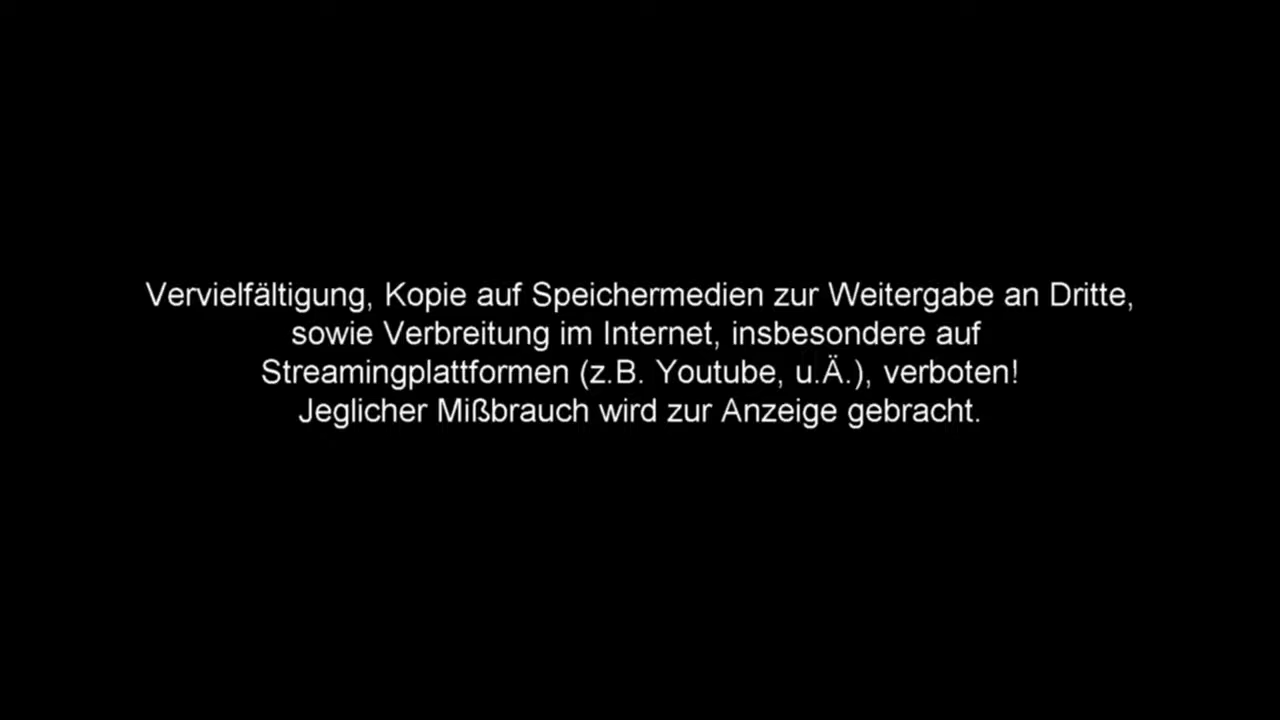 Vervielfältigung, Kopie auf Speichermedien zur Weitergabe an Dritte,
sowie Verbreitung im Internet, insbesondere auf
Streamingplattformen (z.B. Youtube, u.Ä.), verboten!
Jeglicher Mißbrauch wird zur Anzeige gebracht.